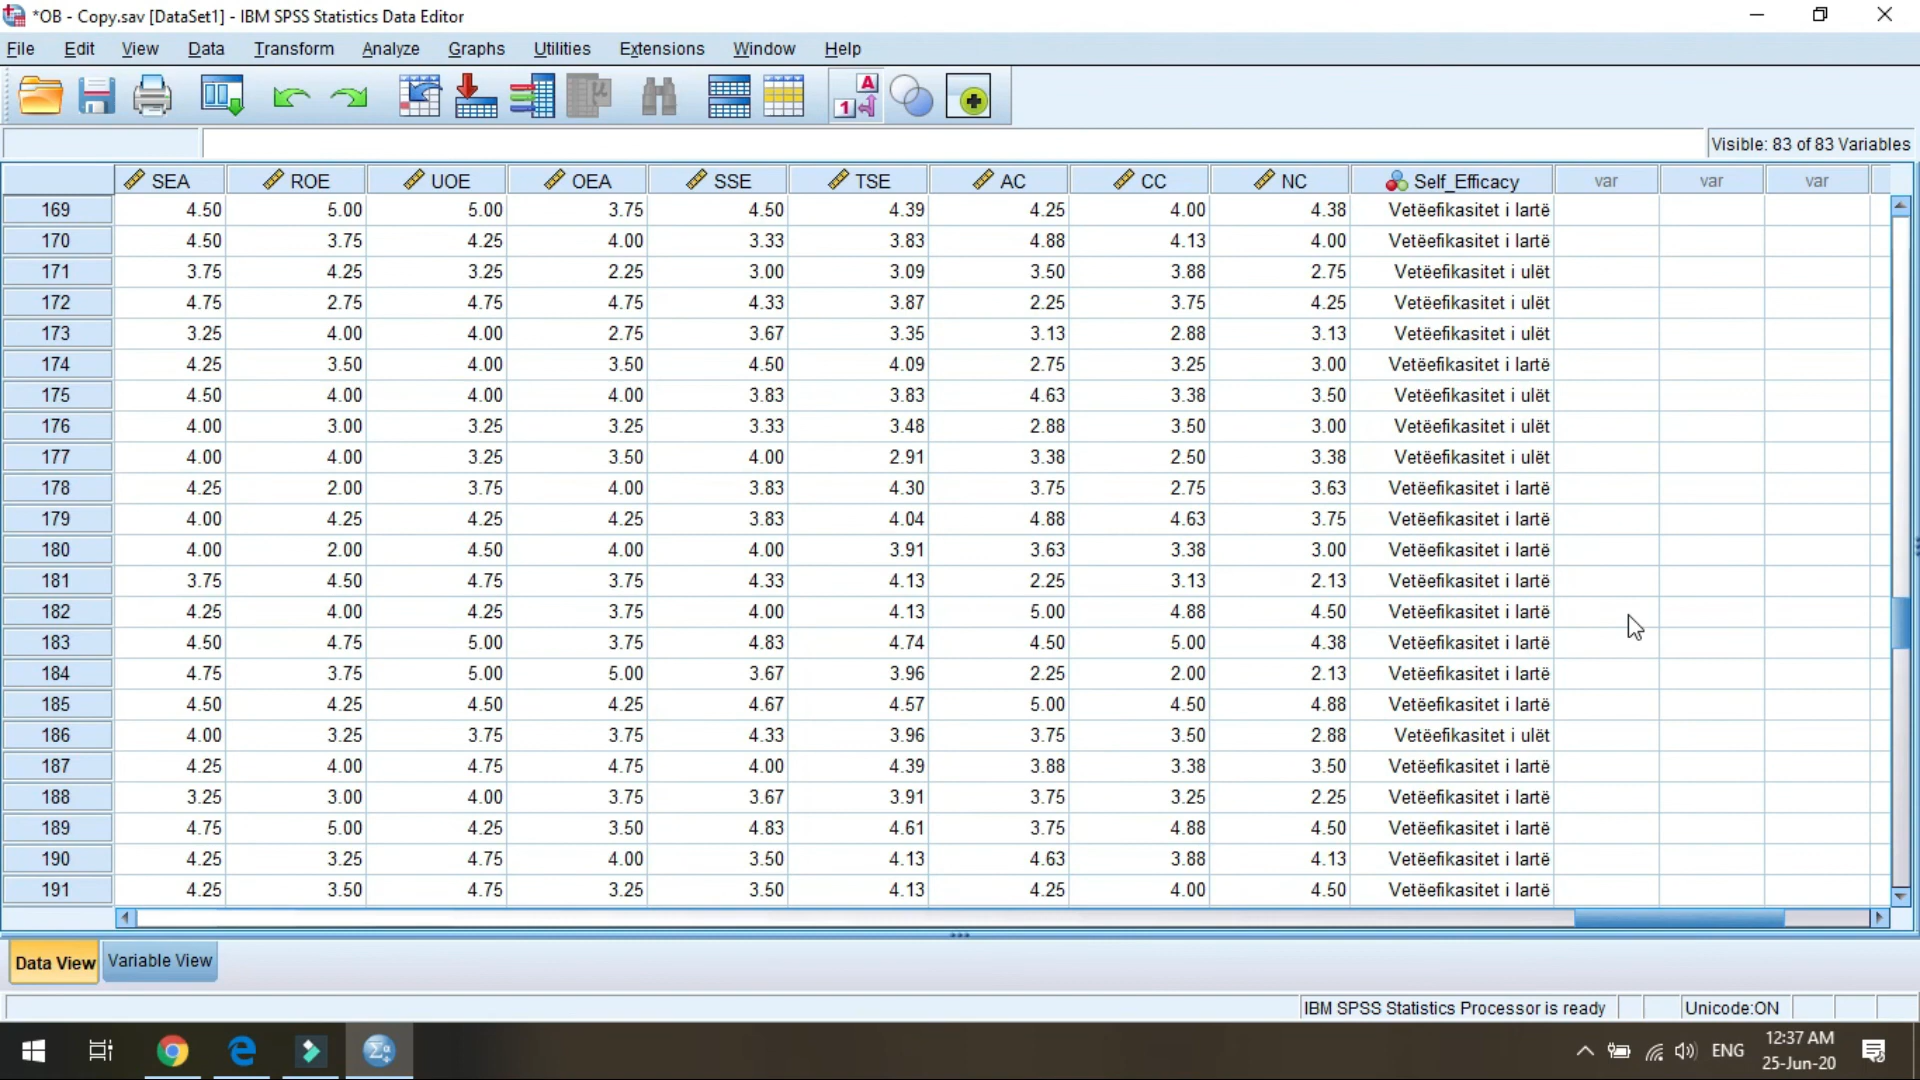 *OB - Copy.sav [DataSet1] - IBM SPSS Statistics Data Editor
File Edit View Data Transform Analyze Graphs Utilities Extensions Window Help
Visible: 83 of 83 Variables
SEA ROE UOE OEA SSE TSE AC CC NC Self_Efficacy var var var
169 4.50 5.00 5.00 3.75 4.50 4.39 4.25 4.00 4.38 Vetëefikasitet i lartë
170 4.50 3.75 4.25 4.00 3.33 3.83 4.88 4.13 4.00 Vetëefikasitet i lartë
171 3.75 4.25 3.25 2.25 3.00 3.09 3.50 3.88 2.75 Vetëefikasitet i ulët
172 4.75 2.75 4.75 4.75 4.33 3.87 2.25 3.75 4.25 Vetëefikasitet i ulët
173 3.25 4.00 4.00 2.75 3.67 3.35 3.13 2.88 3.13 Vetëefikasitet i ulët
174 4.25 3.50 4.00 3.50 4.50 4.09 2.75 3.25 3.00 Vetëefikasitet i lartë
175 4.50 4.00 4.00 4.00 3.83 3.83 4.63 3.38 3.50 Vetëefikasitet i ulët
176 4.00 3.00 3.25 3.25 3.33 3.48 2.88 3.50 3.00 Vetëefikasitet i ulët
177 4.00 4.00 3.25 3.50 4.00 2.91 3.38 2.50 3.38 Vetëefikasitet i ulët
178 4.25 2.00 3.75 4.00 3.83 4.30 3.75 2.75 3.63 Vetëefikasitet i lartë
179 4.00 4.25 4.25 4.25 3.83 4.04 4.88 4.63 3.75 Vetëefikasitet i lartë
180 4.00 2.00 4.50 4.00 4.00 3.91 3.63 3.38 3.00 Vetëefikasitet i lartë
181 3.75 4.50 4.75 3.75 4.33 4.13 2.25 3.13 2.13 Vetëefikasitet i lartë
182 4.25 4.00 4.25 3.75 4.00 4.13 5.00 4.88 4.50 Vetëefikasitet i lartë
183 4.50 4.75 5.00 3.75 4.83 4.74 4.50 5.00 4.38 Vetëefikasitet i lartë
184 4.75 3.75 5.00 5.00 3.67 3.96 2.25 2.00 2.13 Vetëefikasitet i lartë
185 4.50 4.25 4.50 4.25 4.67 4.57 5.00 4.50 4.88 Vetëefikasitet i lartë
186 4.00 3.25 3.75 3.75 4.33 3.96 3.75 3.50 2.88 Vetëefikasitet i ulët
187 4.25 4.00 4.75 4.75 4.00 4.39 3.88 3.38 3.50 Vetëefikasitet i lartë
188 3.25 3.00 4.00 3.75 3.67 3.91 3.75 3.25 2.25 Vetëefikasitet i lartë
189 4.75 5.00 4.25 3.50 4.83 4.61 3.75 4.88 4.50 Vetëefikasitet i lartë
190 4.25 3.25 4.75 4.00 3.50 4.13 4.63 3.88 4.13 Vetëefikasitet i lartë
191 4.25 3.50 4.75 3.25 3.50 4.13 4.25 4.00 4.50 Vetëefikasitet i lartë
Data View Variable View
IBM SPSS Statistics Processor is ready Unicode:ON
ENG 12:37 AM
25-Jun-20